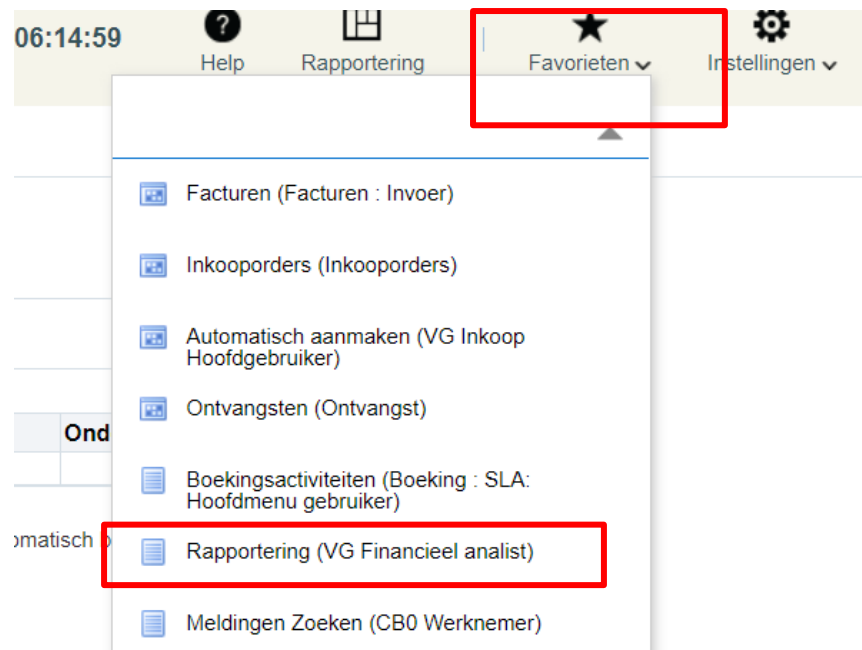 06:14:59
?
Help
Rapportering
Favorieten
Instellingen
Facturen (Facturen : Invoer)
Inkooporders (Inkooporders)
Automatisch aanmaken (VG Inkoop
Hoofdgebruiker)
Ontvangsten (Ontvangst)
Ond
Boekingsactiviteiten (Boeking : SLA:
Hoofdmenu gebruiker)
omatisch
Rapportering (VG Financieel analist)
Meldingen Zoeken (CB0 Werknemer)